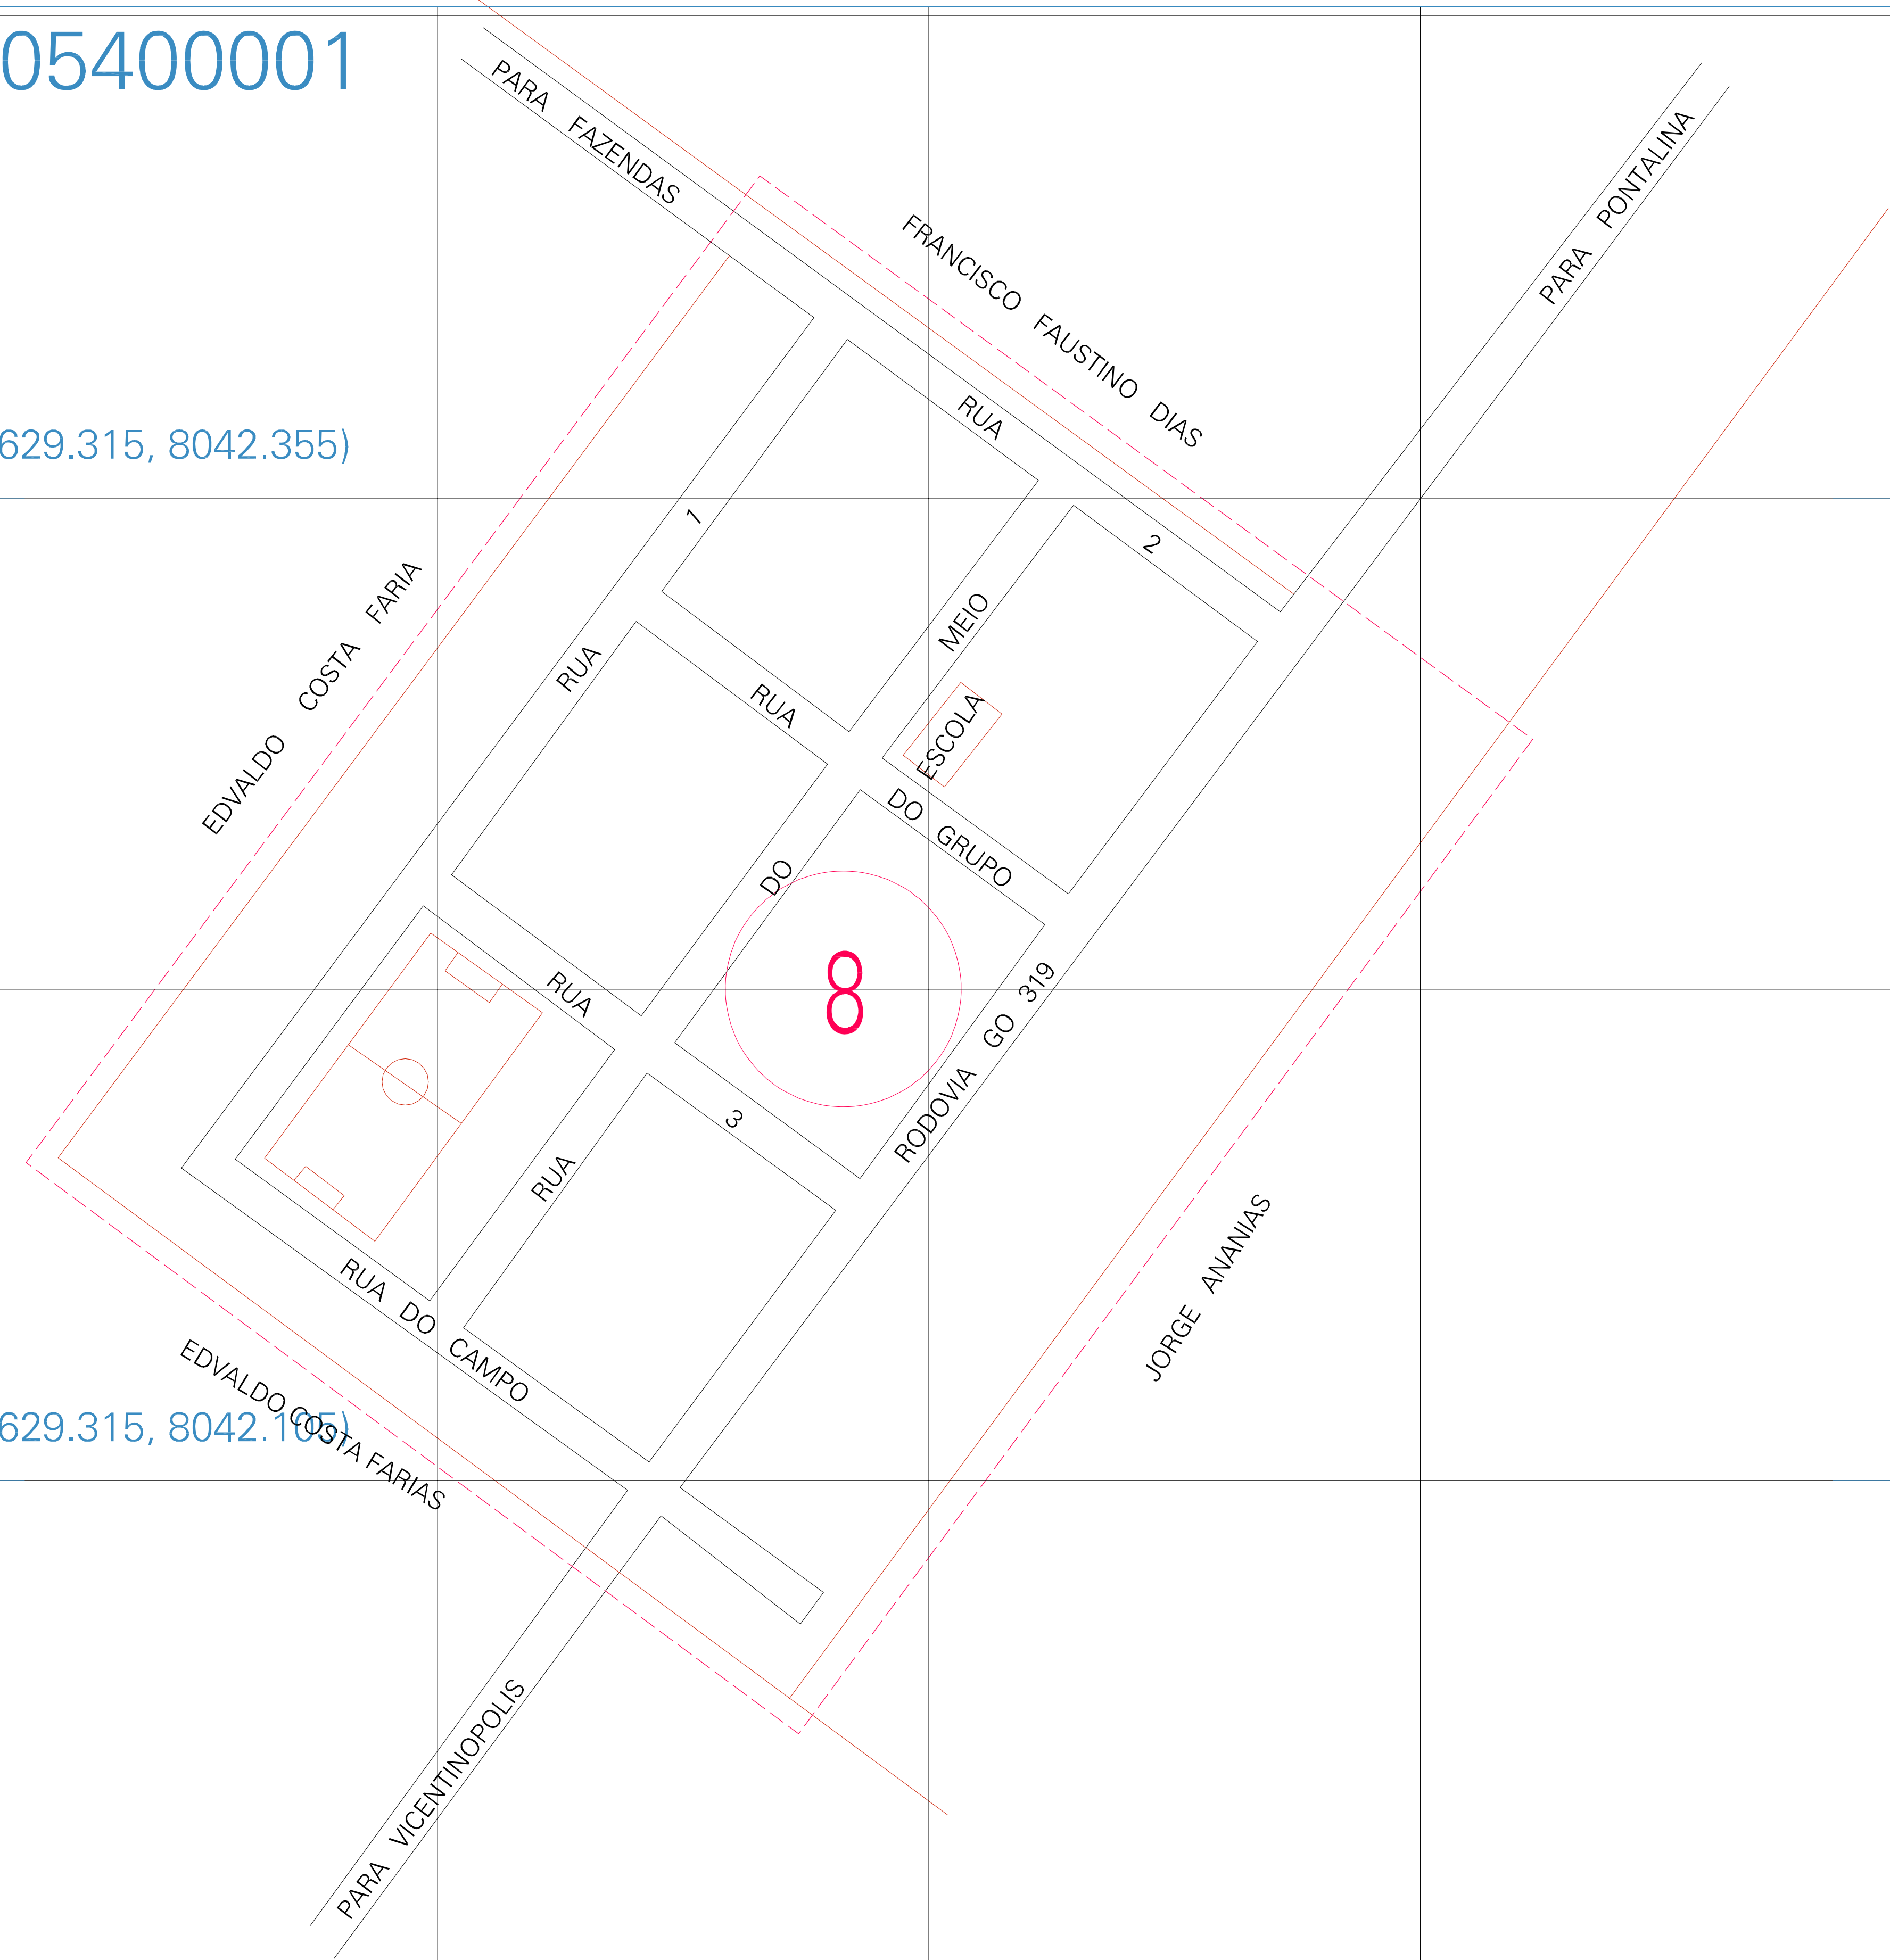 05400001
PARA FAZENDAS
PARA PONTALINA
FRANCISCO FAUSTINO DIAS
629.315, 8042.355)
RUA 2
RUA 1
EDVALDO COSTA FARIA
RUA DO MEIO
ESCOLA
RUA DO GRUPO
8
RUA 3
RODOVIA GO 319
JORGE ANANIAS
RUA DO CAMPO
EDVALDO COSTA FARIAS
629.315, 8042.105)
PARA VICENTINOPOLIS